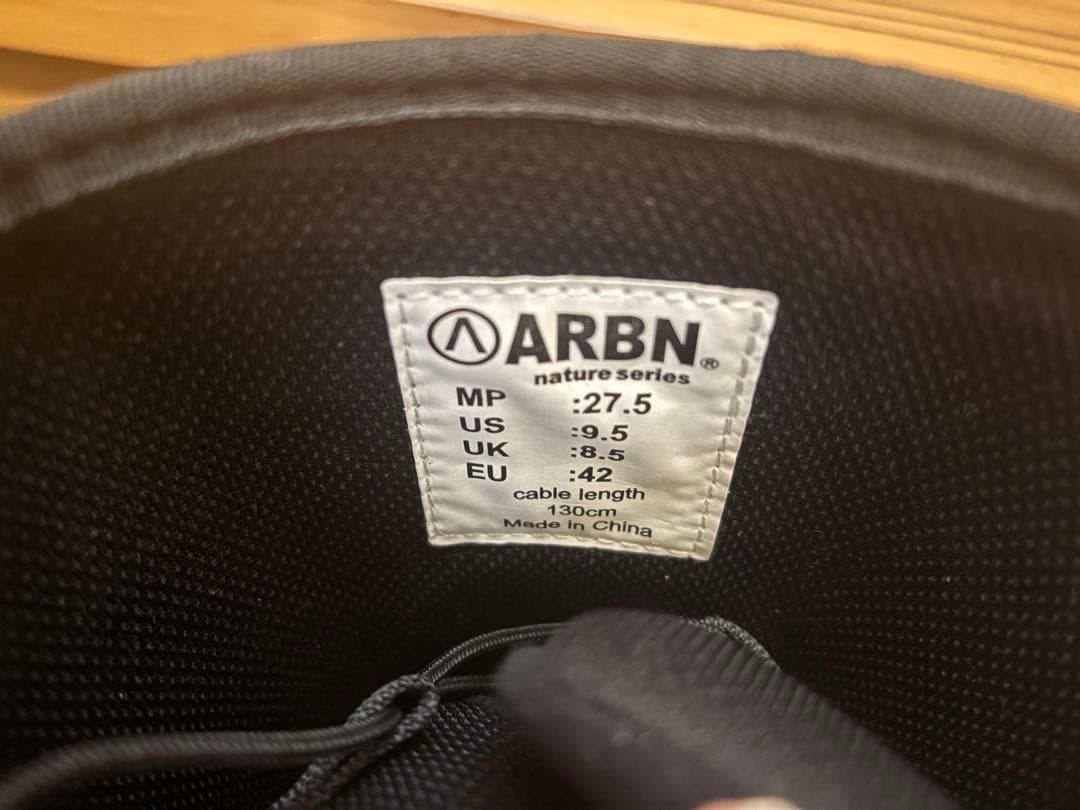 ARBN®
nature series
MP :27.5
US :9.5
UK :8.5
EU :42
cable length
130cm
Made in China